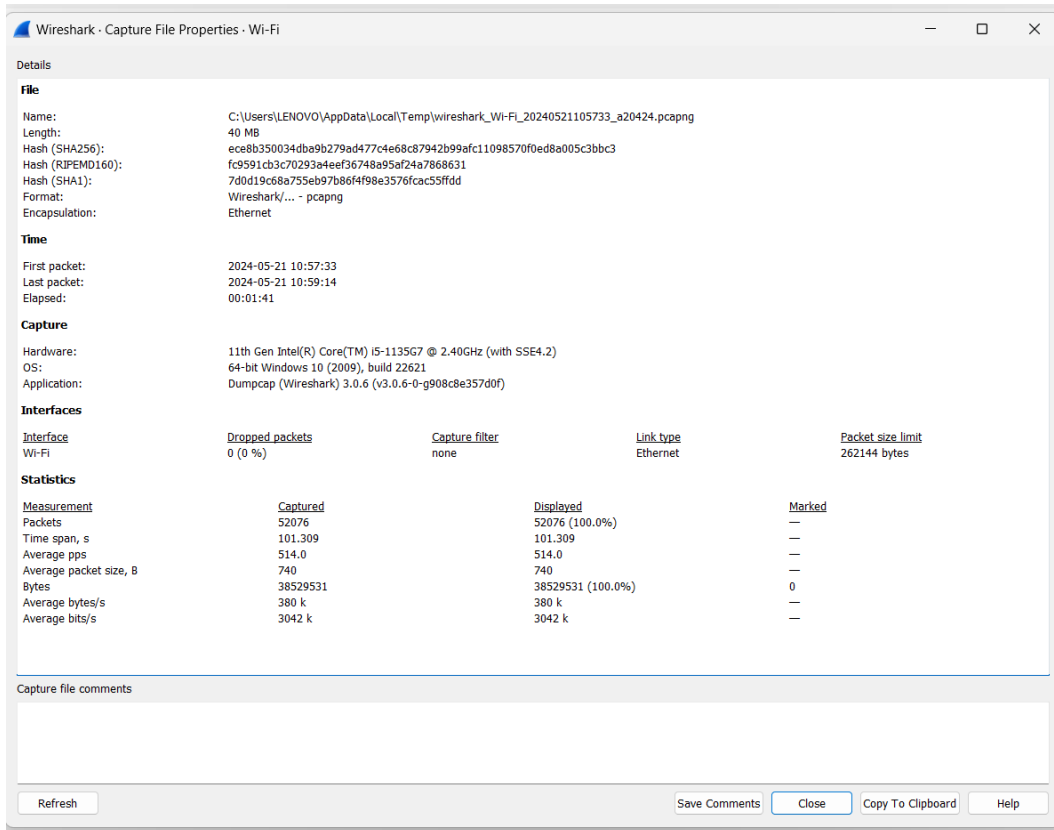 Wireshark · Capture File Properties · Wi-Fi
Details
File
Name: C:\Users\LENOVO\AppData\Local\Temp\wireshark_Wi-Fi_20240521105733_a20424.pcapng
Length: 40 MB
Hash (SHA256): ece8b350034dba9b279ad477c4e68c87942b99afc11098570f0ed8a005c3bbc3
Hash (RIPEMD160): fc9591cb3c70293a4eef36748a95af24a7868631
Hash (SHA1): 7d0d19c68a755eb97b86f4f98e3576fcac55ffdd
Format: Wireshark/... - pcapng
Encapsulation: Ethernet
Time
First packet: 2024-05-21 10:57:33
Last packet: 2024-05-21 10:59:14
Elapsed: 00:01:41
Capture
Hardware: 11th Gen Intel(R) Core(TM) i5-1135G7 @ 2.40GHz (with SSE4.2)
OS: 64-bit Windows 10 (2009), build 22621
Application: Dumpcap (Wireshark) 3.0.6 (v3.0.6-0-g908c8e357d0f)
Interfaces
Interface Dropped packets Capture filter Link type Packet size limit
Wi-Fi 0 (0 %) none Ethernet 262144 bytes
Statistics
Measurement Captured Displayed Marked
Packets 52076 52076 (100.0%) —
Time span, s 101.309 101.309 —
Average pps 514.0 514.0 —
Average packet size, B 740 740 —
Bytes 38529531 38529531 (100.0%) 0
Average bytes/s 380 k 380 k —
Average bits/s 3042 k 3042 k —
Capture file comments
Refresh Save Comments Close Copy To Clipboard Help